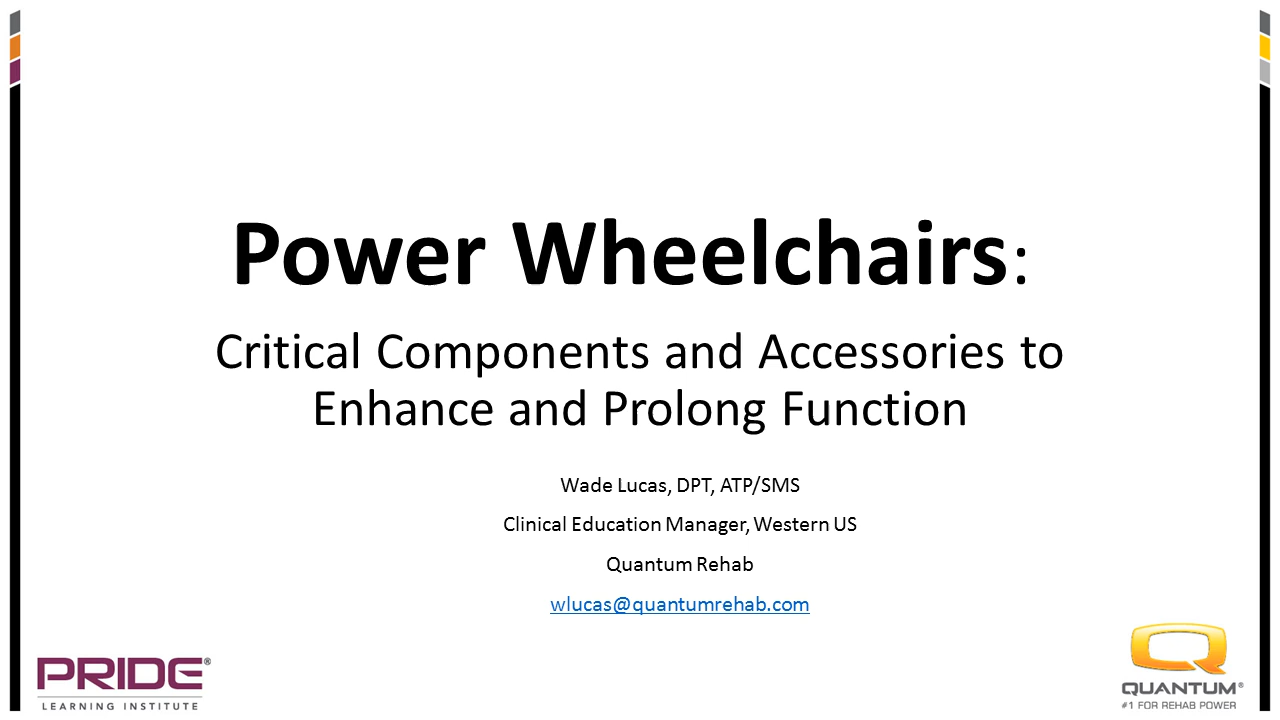 Power Wheelchairs:
Critical Components and Accessories to
Enhance and Prolong Function
Wade Lucas, DPT, ATP/SMS
Clinical Education Manager, Western US
Quantum Rehab
wlucas@quantumrehab.com
PRIDE®
LEARNING INSTITUTE
QUANTUM®
#1 FOR REHAB POWER